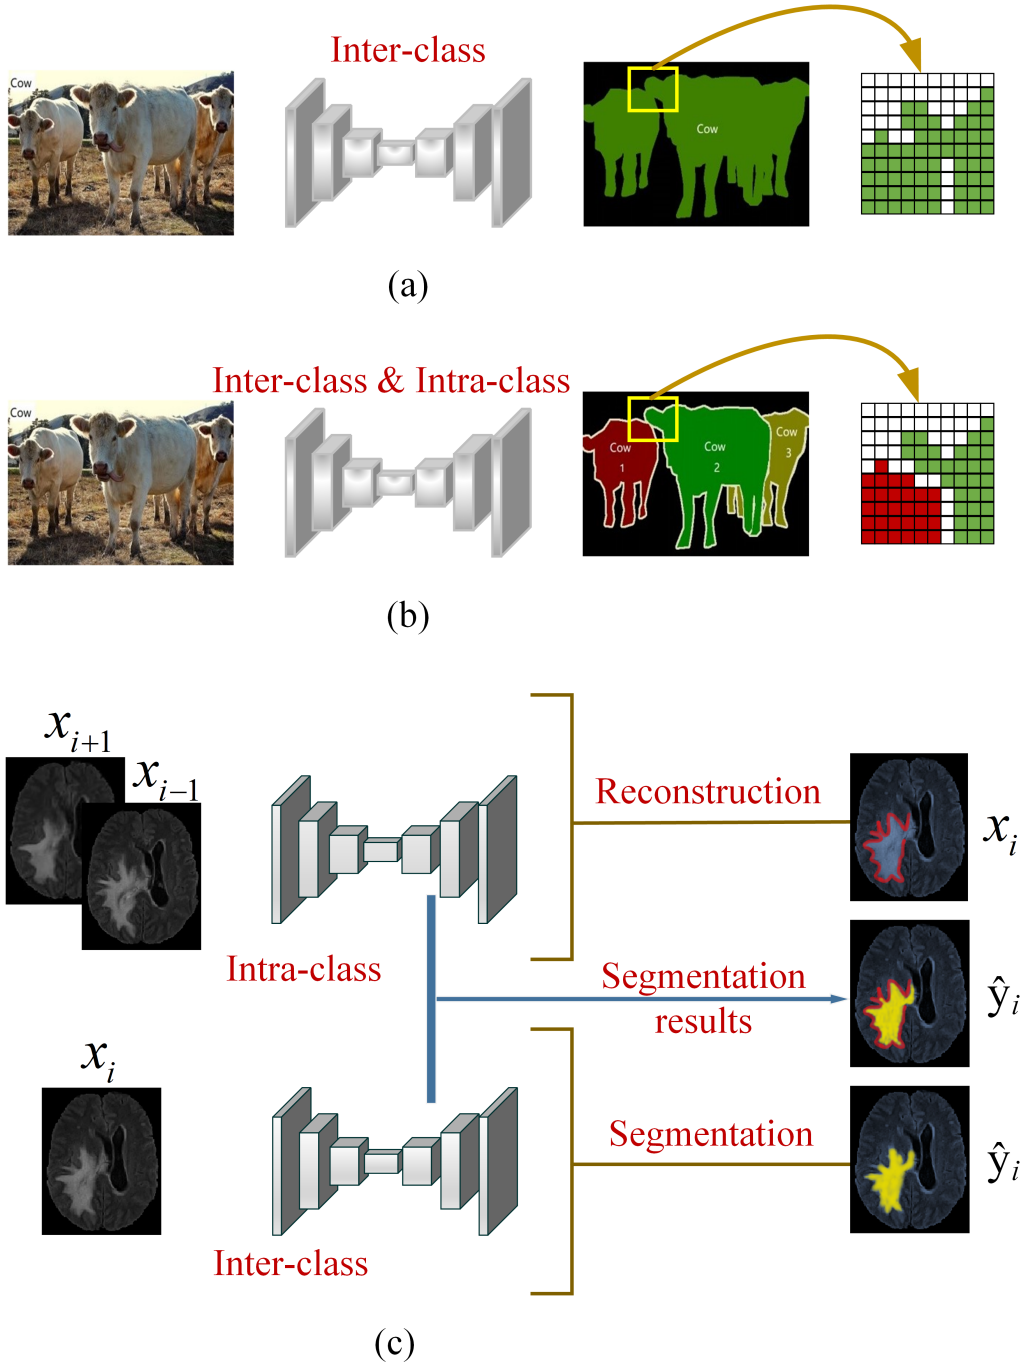 Inter-class
Cow
Cow
(a)
Inter-class & Intra-class
Cow
Cow
1
Cow
2
Cow
3
(b)
x_{i+1}
x_{i-1}
Reconstruction
x_i
Intra-class
Segmentation
results
ŷ_i
x_i
Segmentation
ŷ_i
Inter-class
(c)